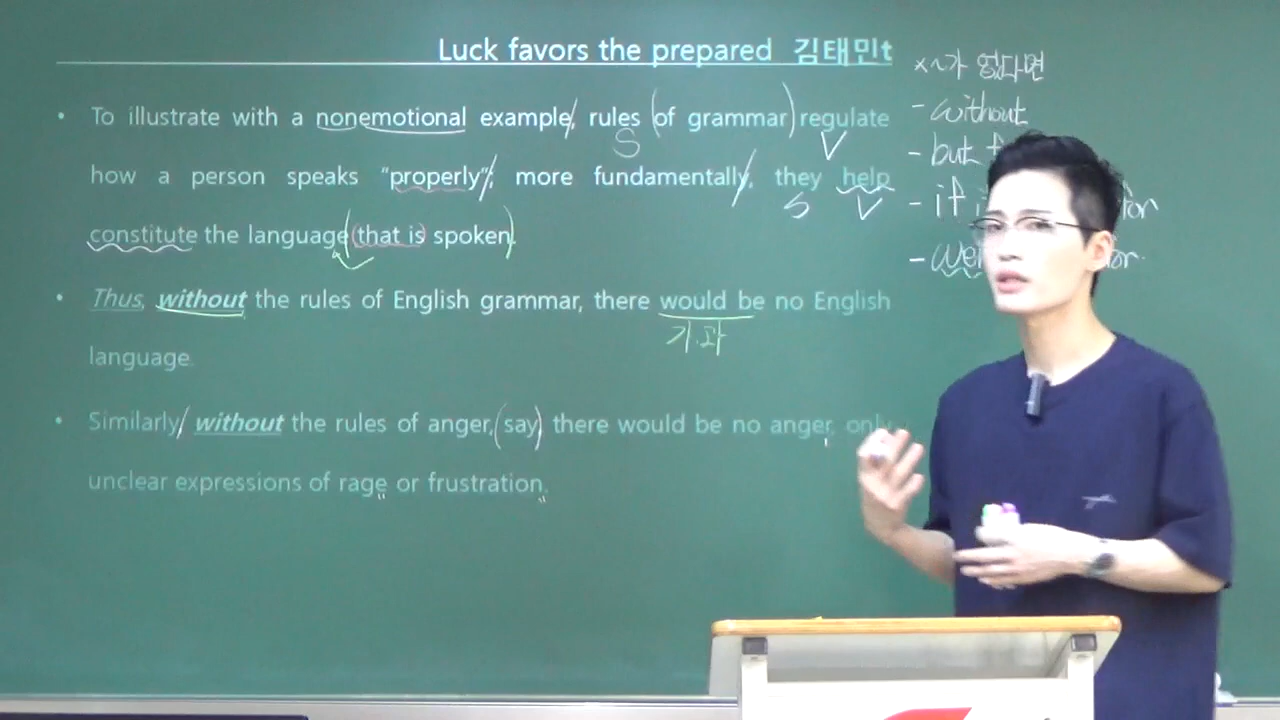 Luck favors the prepared 김태민t
• To illustrate with a nonemotional example, rules (of grammar) regulate
S V
how a person speaks "properly"; more fundamentally, they help
S V
constitute the language (that is spoken).
• Thus, without the rules of English grammar, there would be no English
가.과
language.
• Similarly, without the rules of anger, (say) there would be no anger, only
unclear expressions of rage or frustration.
*~가 없다면
- without
- but
- if